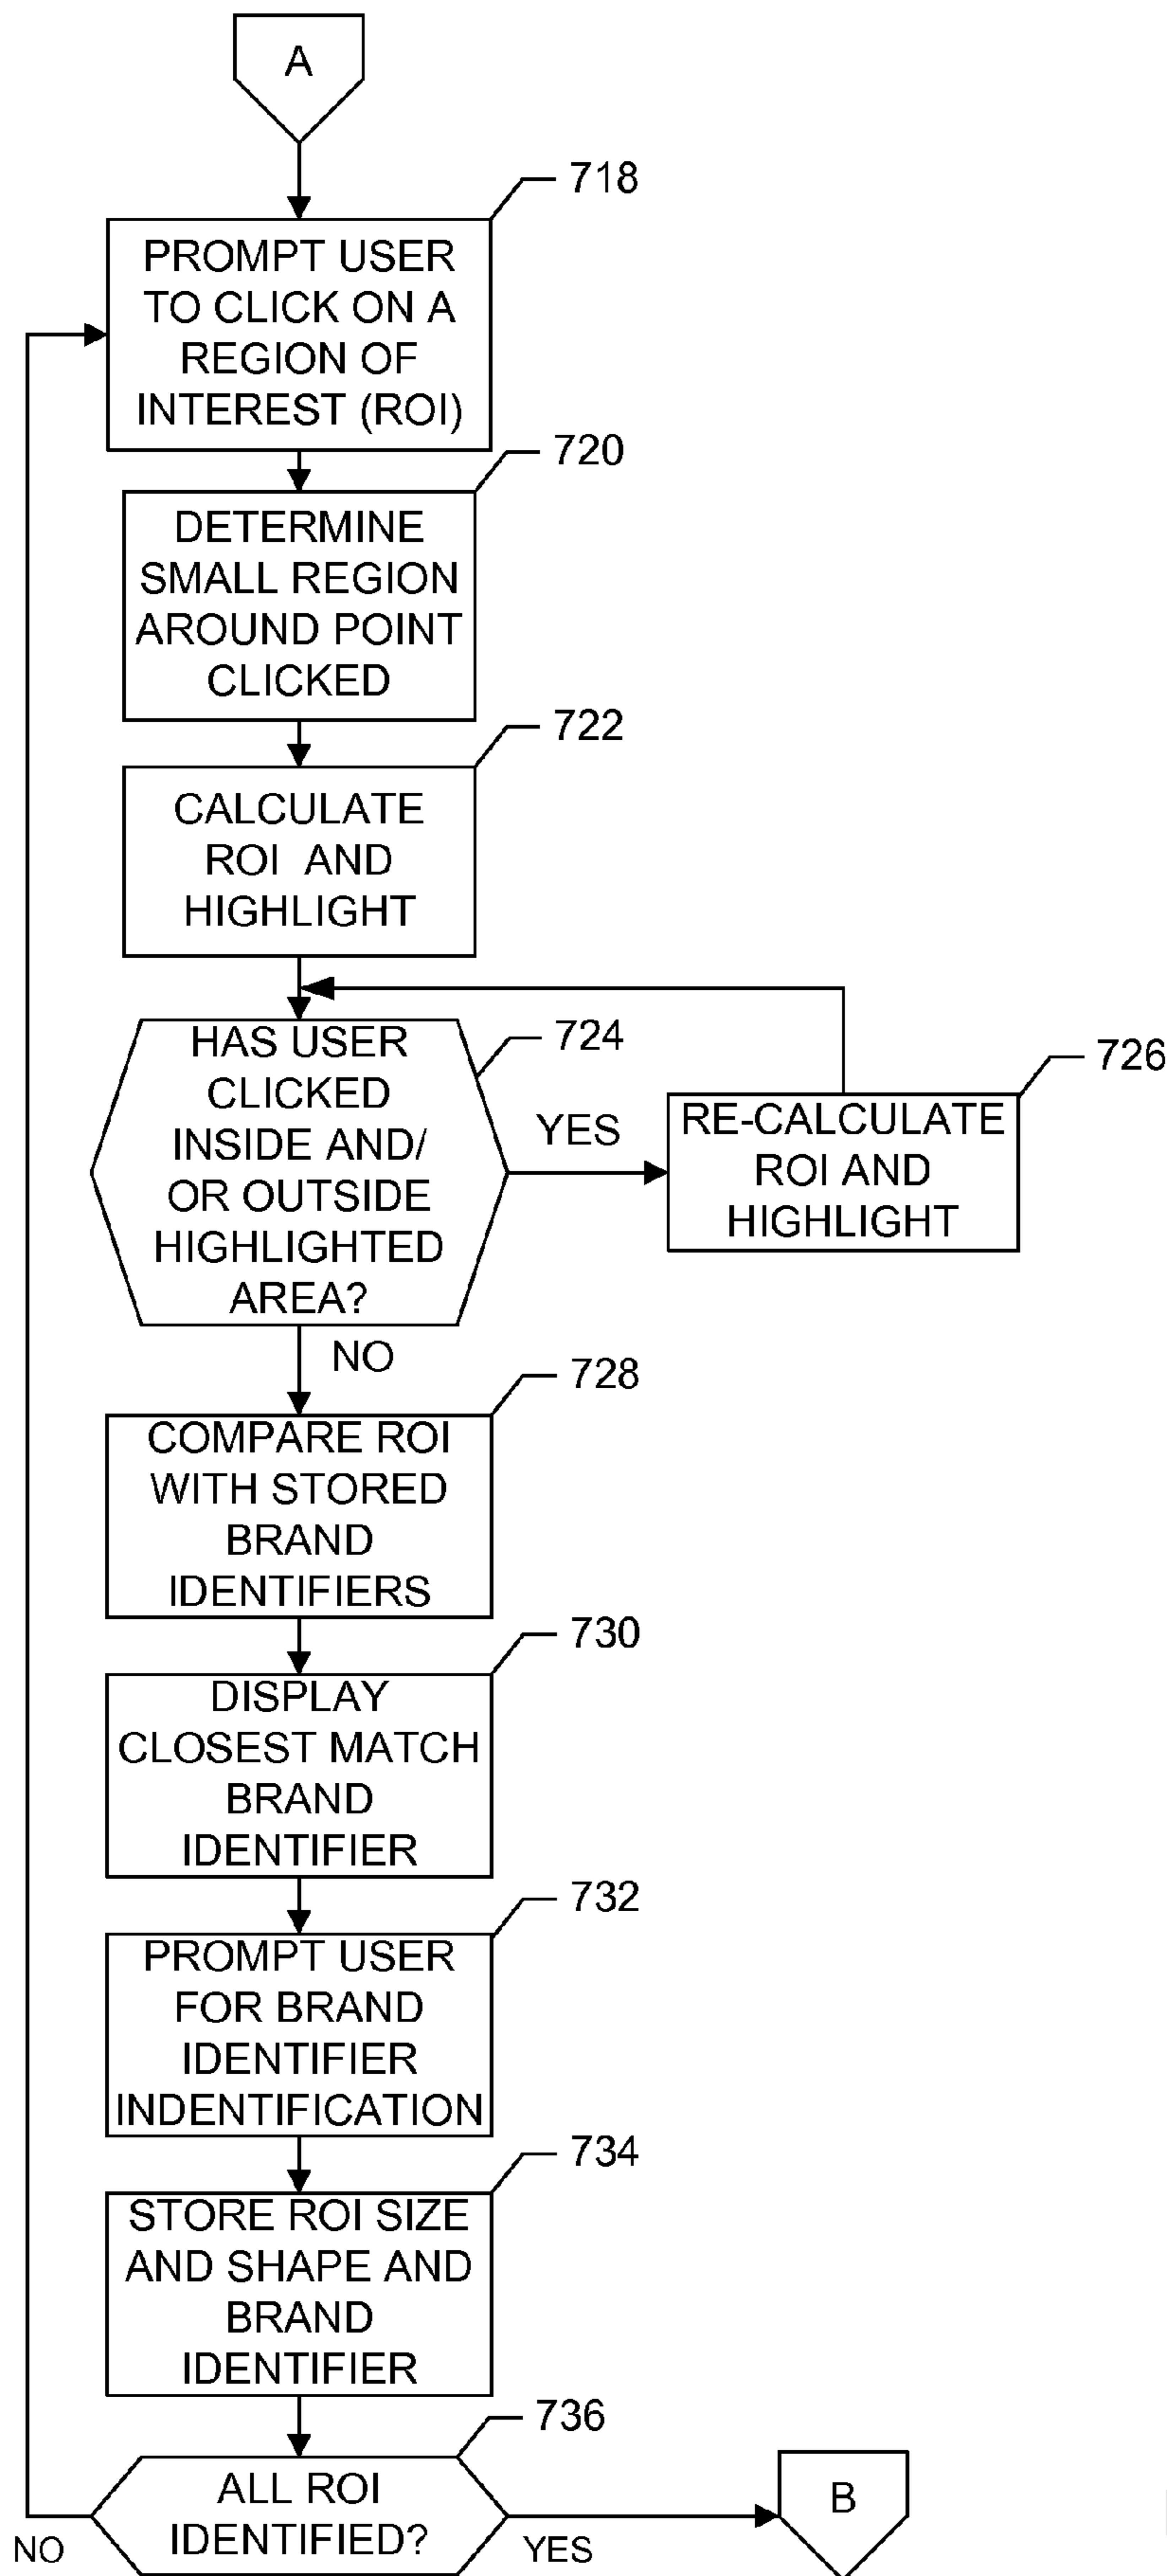 A
718
PROMPT USER
TO CLICK ON A
REGION OF
INTEREST (ROI)
720
DETERMINE
SMALL REGION
AROUND POINT
CLICKED
722
CALCULATE
ROI AND
HIGHLIGHT
724
HAS USER
CLICKED
INSIDE AND/
OR OUTSIDE
HIGHLIGHTED
AREA?
YES
726
RE-CALCULATE
ROI AND
HIGHLIGHT
NO
728
COMPARE ROI
WITH STORED
BRAND
IDENTIFIERS
730
DISPLAY
CLOSEST MATCH
BRAND
IDENTIFIER
732
PROMPT USER
FOR BRAND
IDENTIFIER
INDENTIFICATION
734
STORE ROI SIZE
AND SHAPE AND
BRAND
IDENTIFIER
736
ALL ROI
IDENTIFIED?
NO
YES
B